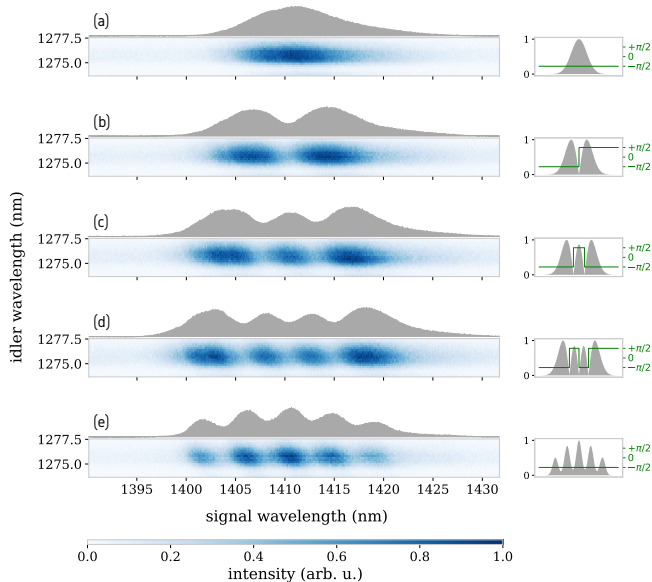 (a)
1277.5
1275.0
1
0
+π/2
0
−π/2
(b)
1277.5
1275.0
1
0
+π/2
0
−π/2
(c)
1277.5
1275.0
1
0
+π/2
0
−π/2
(d)
1277.5
1275.0
1
0
+π/2
0
−π/2
(e)
1277.5
1275.0
1
0
+π/2
0
−π/2
idler wavelength (nm)
1395 1400 1405 1410 1415 1420 1425 1430
signal wavelength (nm)
0.0 0.2 0.4 0.6 0.8 1.0
intensity (arb. u.)